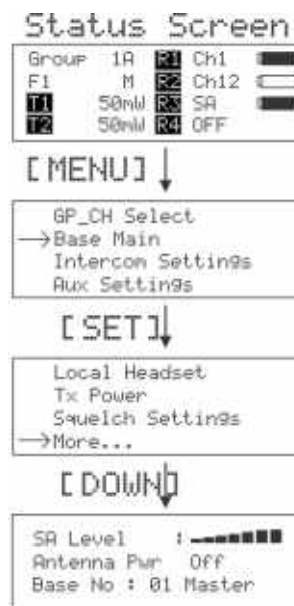 Status Screen
Group 1A R1 Ch1
F1 M R2 Ch12
T1 50mW R3 SA
T2 50mW R4 OFF
[MENU]
GP_CH Select
→Base Main
Intercom Settings
Aux Settings
[SET]
Local Headset
Tx Power
Squelch Settings
→More...
[DOWN]
SA Level :
Antenna Pwr Off
Base No : 01 Master